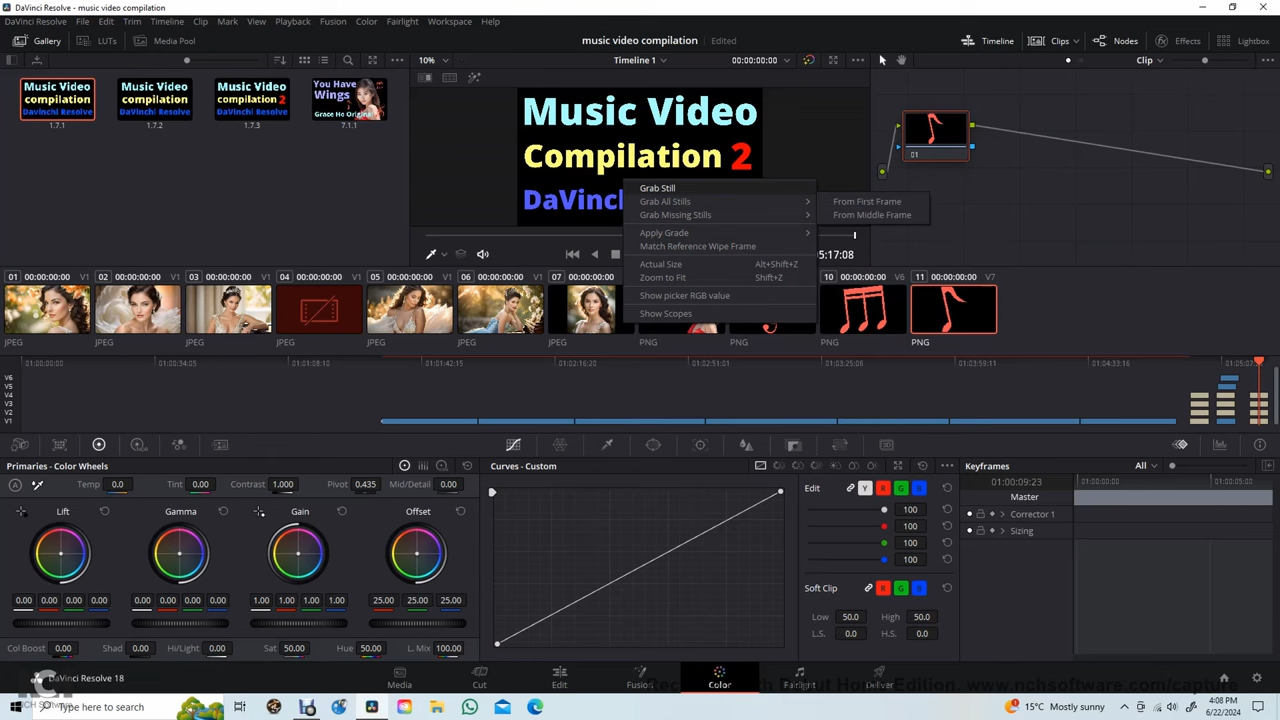 DaVinci Resolve - music video compilation
DaVinci Resolve File Edit Trim Timeline Clip Mark View Playback Fusion Color Fairlight Workspace Help
Gallery LUTs Media Pool music video compilation Edited Timeline Clips Nodes Effects Lightbox
10% Timeline 1 00:00:00:00 Clip
Music Video
compilation
DaVinchi Resolve
1.7.1
Music Video
compilation
DaVinchi Resolve
1.7.2
Music Video
compilation 2
DaVinchi Resolve
1.7.3
You Have
Wings
Grace Ho Original
7.1.1
Music Video
Compilation 2
DaVincl
01
Grab Still
Grab All Stills
Grab Missing Stills
Apply Grade
Match Reference Wipe Frame
Actual Size Alt+Shift+Z
Zoom to Fit Shift+Z
Show picker RGB value
Show Scopes
From First Frame
From Middle Frame
5:17:08
01 00:00:00:00 V1 02 00:00:00:00 V1 03 00:00:00:00 V1 04 00:00:00:00 V1 05 00:00:00:00 V1 06 00:00:00:00 V1 07 00:00:00:00 10 00:00:00:00 V6 11 00:00:00:00 V7
JPEG JPEG JPEG JPEG JPEG JPEG JPEG PNG PNG PNG PNG
01:00:00:00 01:00:34:05 01:01:08:10 01:01:42:15 01:02:16:20 01:02:51:01 01:03:25:06 01:03:59:11 01:04:33:16 01:05:07:
V6
V5
V4
V3
V2
V1
Primaries - Color Wheels Curves - Custom Keyframes All
Temp 0.0 Tint 0.00 Contrast 1.000 Pivot 0.435 Mid/Detail 0.00
Lift Gamma Gain Offset
0.00 0.00 0.00 0.00 0.00 0.00 0.00 0.00 1.00 1.00 1.00 1.00 25.00 25.00 25.00
Col Boost 0.00 Shad 0.00 Hi/Light 0.00 Sat 50.00 Hue 50.00 L. Mix 100.00
Edit Y R G B
100
100
100
100
Soft Clip R G B
Low 50.0 High 50.0
L.S. 0.0 H.S. 0.0
01:00:09:23 00:00:00:00 00:00:05:00
Master
Corrector 1
Sizing
DaVinci Resolve 18 Media Cut Edit Fusion Color Fairlight Deliver
NCH Software
Type here to search
15°C Mostly sunny
4:08 PM
6/22/2024